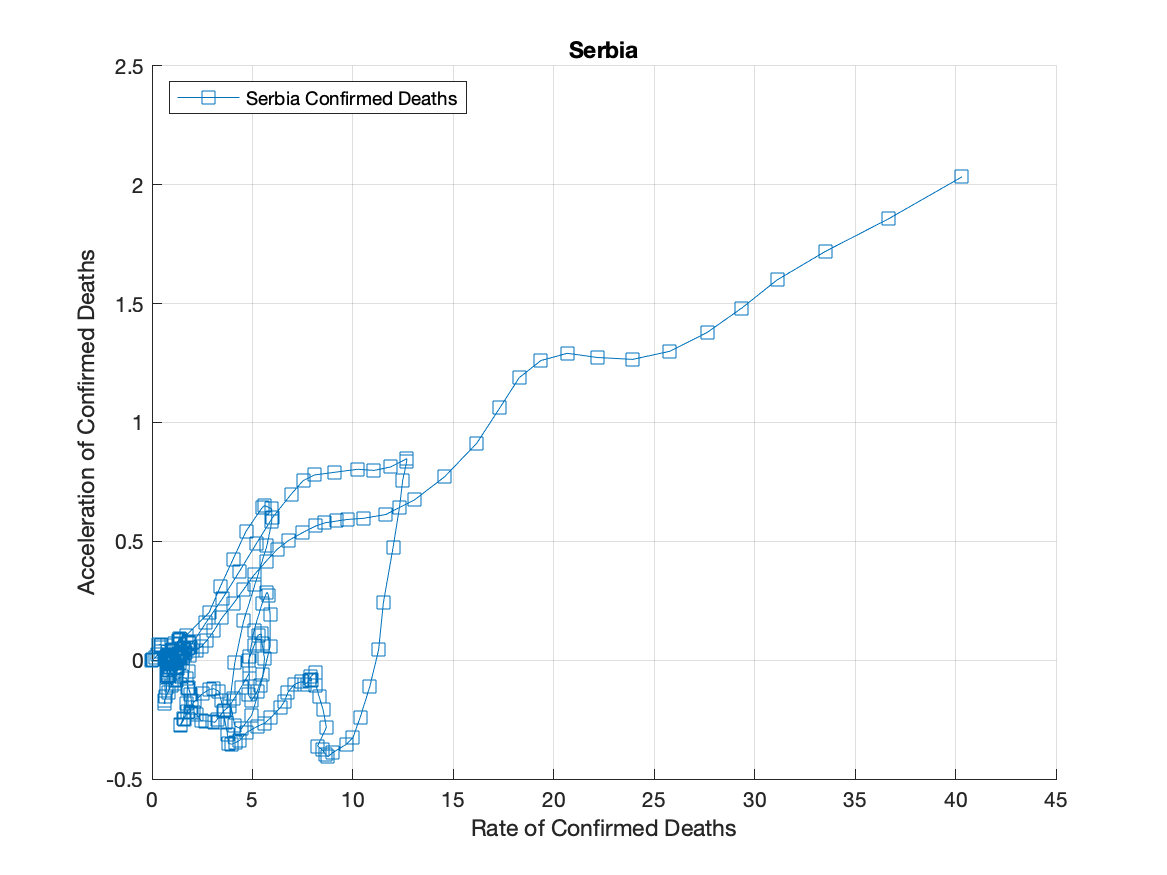 Serbia
Serbia Confirmed Deaths
2.5
2
1.5
1
0.5
0
-0.5
Acceleration of Confirmed Deaths
0 5 10 15 20 25 30 35 40 45
Rate of Confirmed Deaths